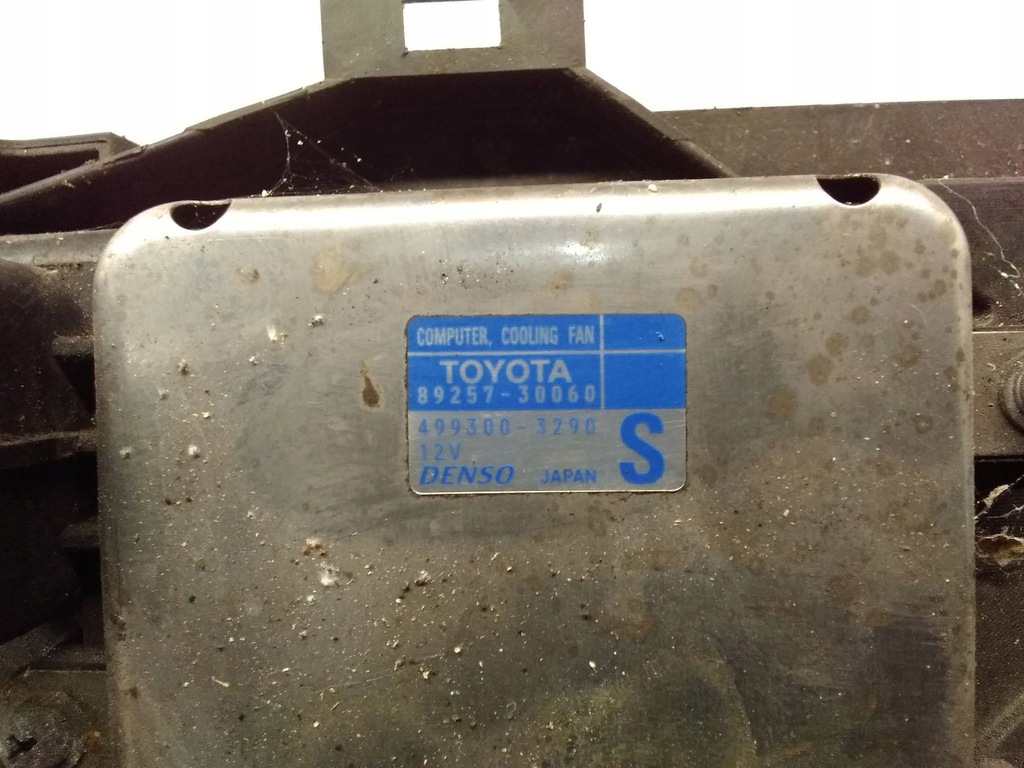 COMPUTER, COOLING FAN
TOYOTA
89257-30060
499300-3290
12V
DENSO JAPAN S